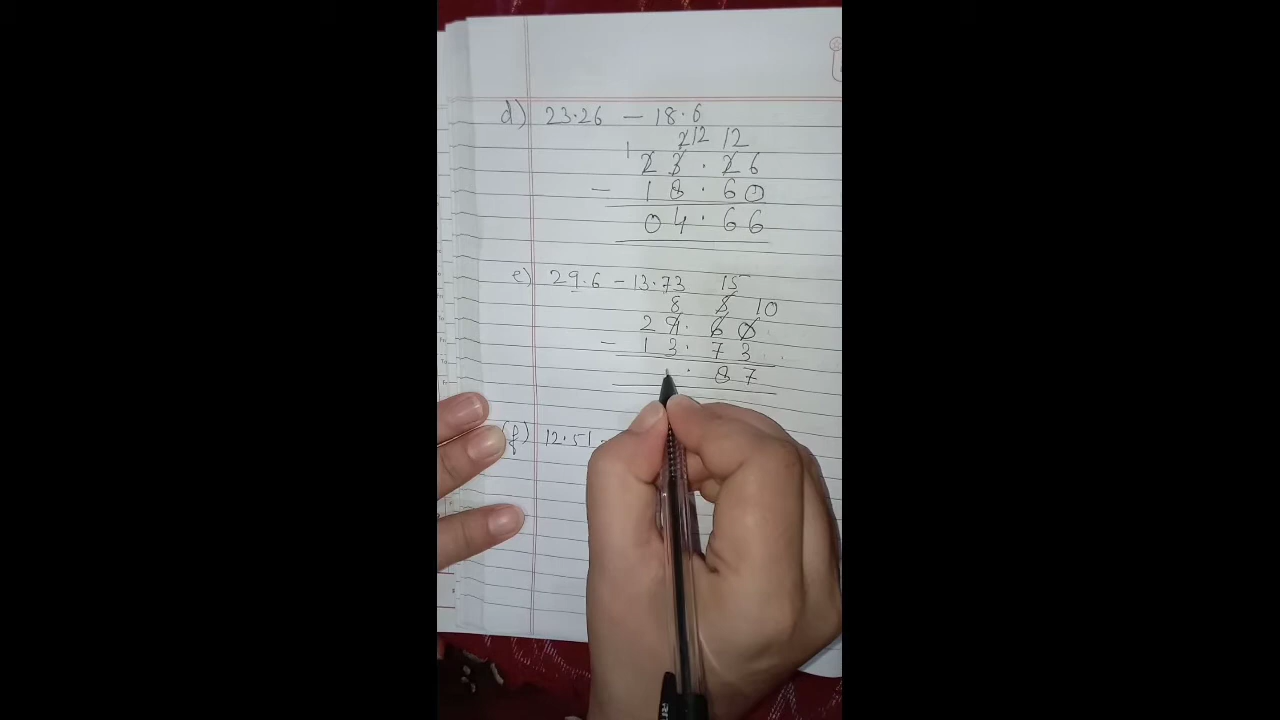 d) 23.26 - 18.6
1 2 12 12
2 3 . 2 6
- 1 8 . 6 0
0 4 . 6 6
e) 29.6 - 13.73
15
8 5 10
2 9 . 6 0
- 1 3 . 7 3
. 8 7
(f) 12.51 -